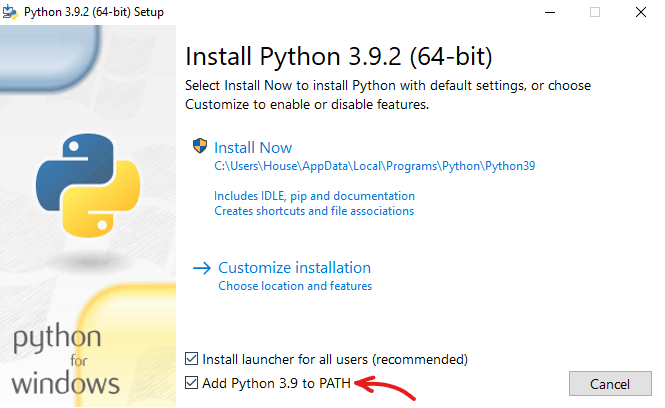 Python 3.9.2 (64-bit) Setup
Install Python 3.9.2 (64-bit)
Select Install Now to install Python with default settings, or choose
Customize to enable or disable features.
Install Now
C:\Users\House\AppData\Local\Programs\Python\Python39
Includes IDLE, pip and documentation
Creates shortcuts and file associations
Customize installation
Choose location and features
python
for
windows
Install launcher for all users (recommended)
Add Python 3.9 to PATH
Cancel